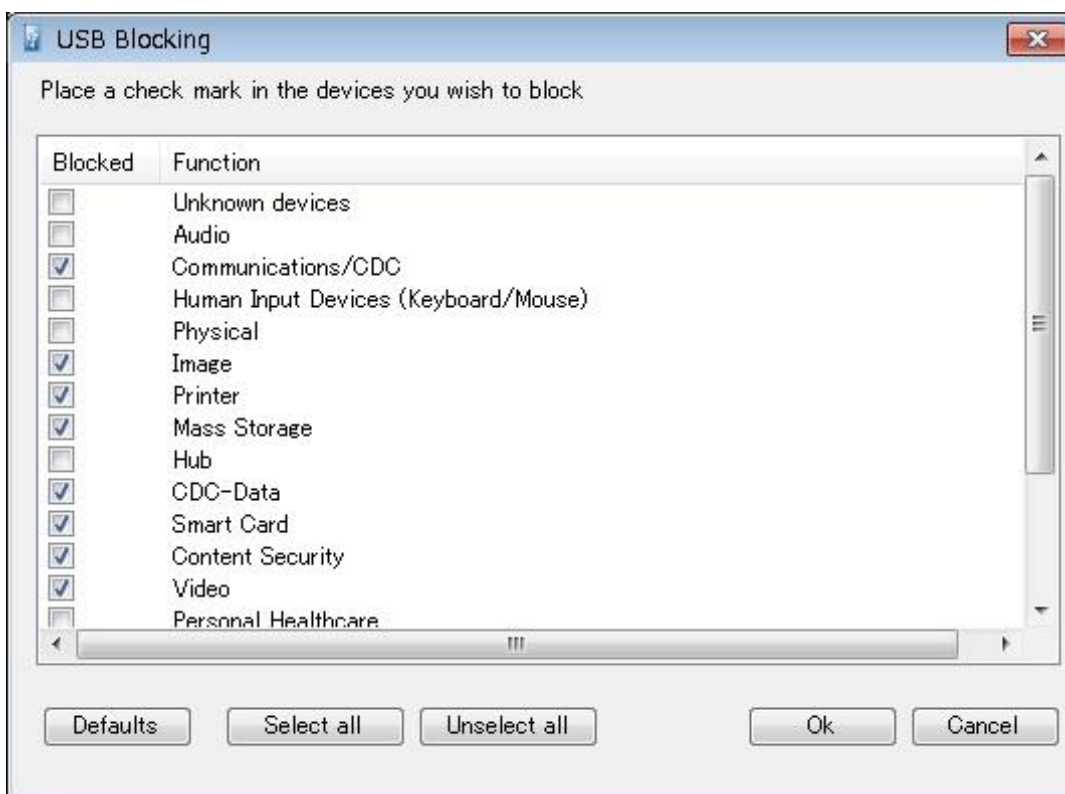 USB Blocking
Place a check mark in the devices you wish to block
Blocked Function
Unknown devices
Audio
Communications/CDC
Human Input Devices (Keyboard/Mouse)
Physical
Image
Printer
Mass Storage
Hub
CDC-Data
Smart Card
Content Security
Video
Personal Healthcare
Defaults Select all Unselect all Ok Cancel